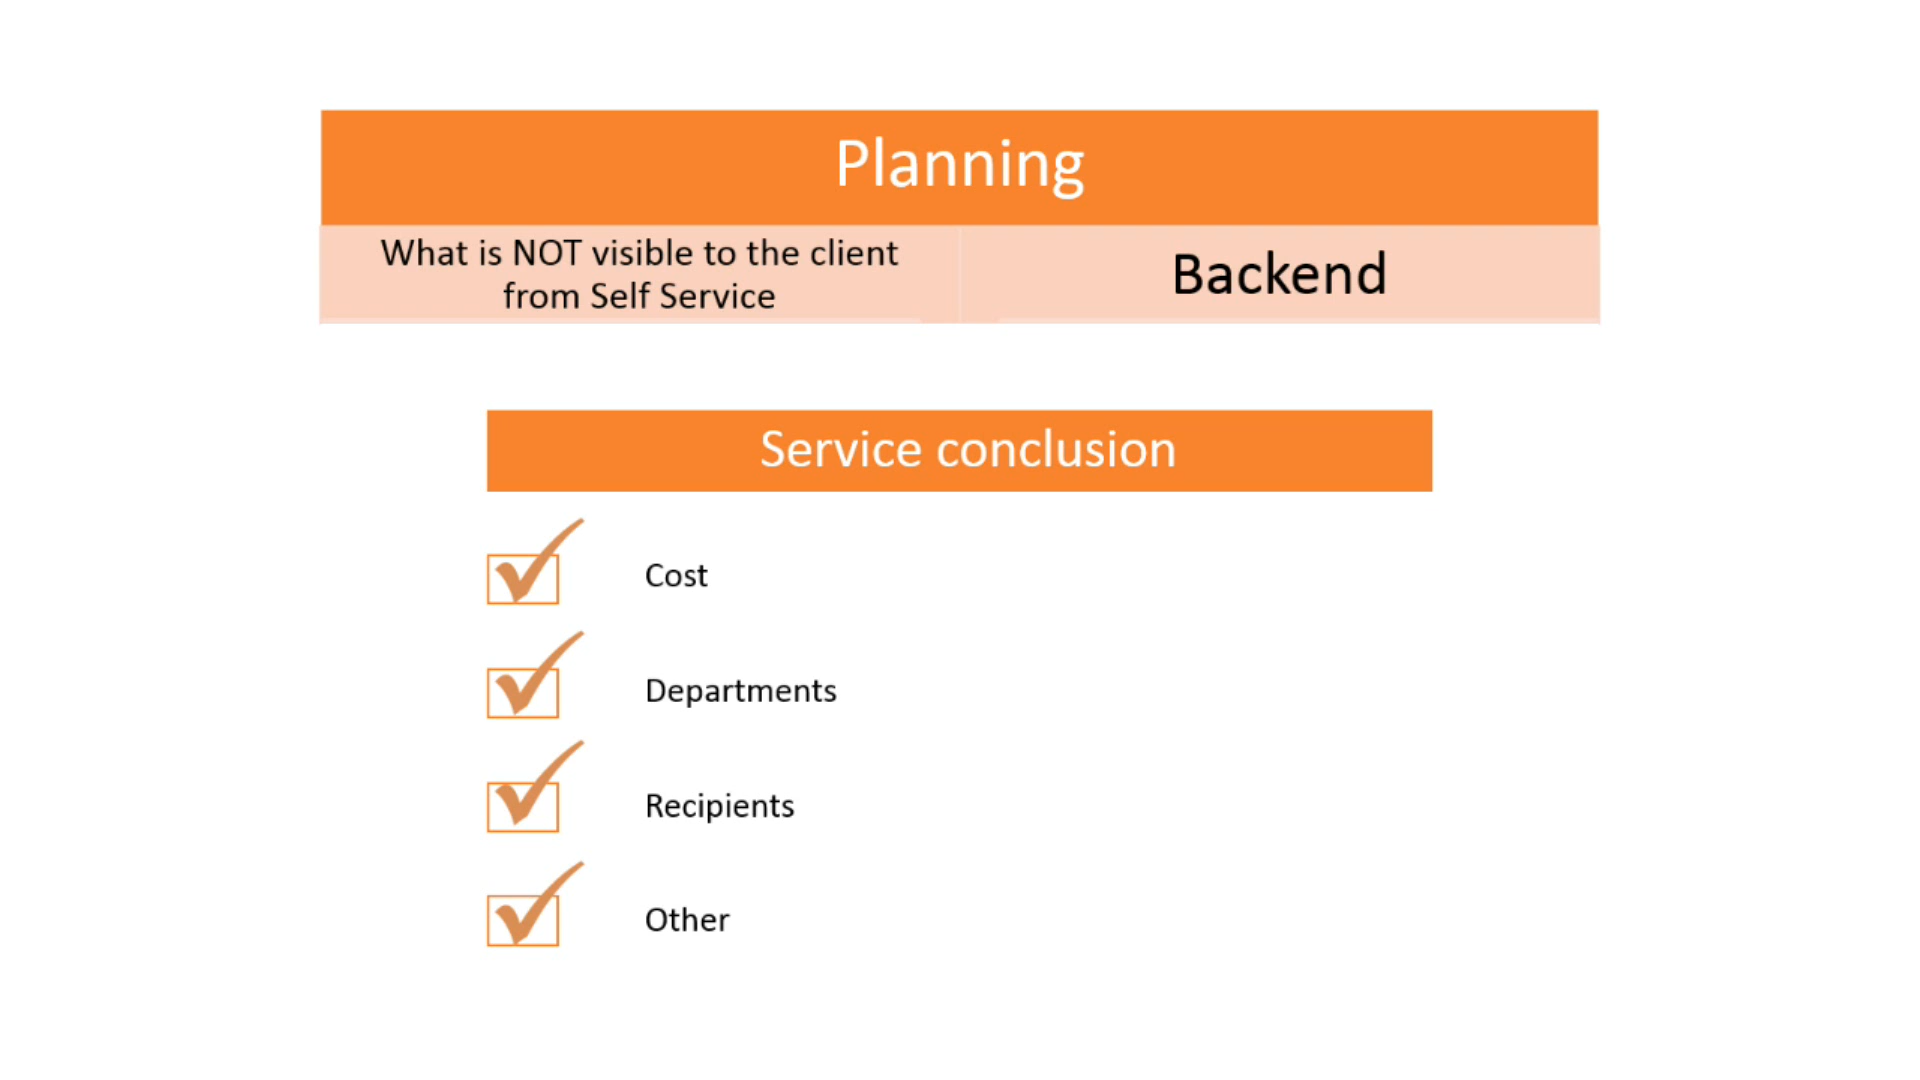 Planning
What is NOT visible to the client
from Self Service
Backend
Service conclusion
Cost
Departments
Recipients
Other